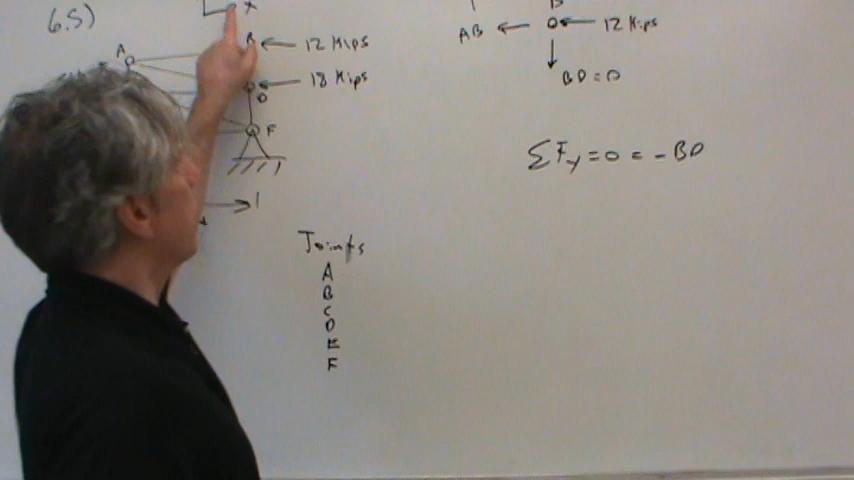 6.5)
x
A
B ← 12 Kips
18 Kips
D
F
AB ← ← 12 Kips
BD = 0
ΣFy = 0 = -BD
Joints
A
B
C
D
E
F